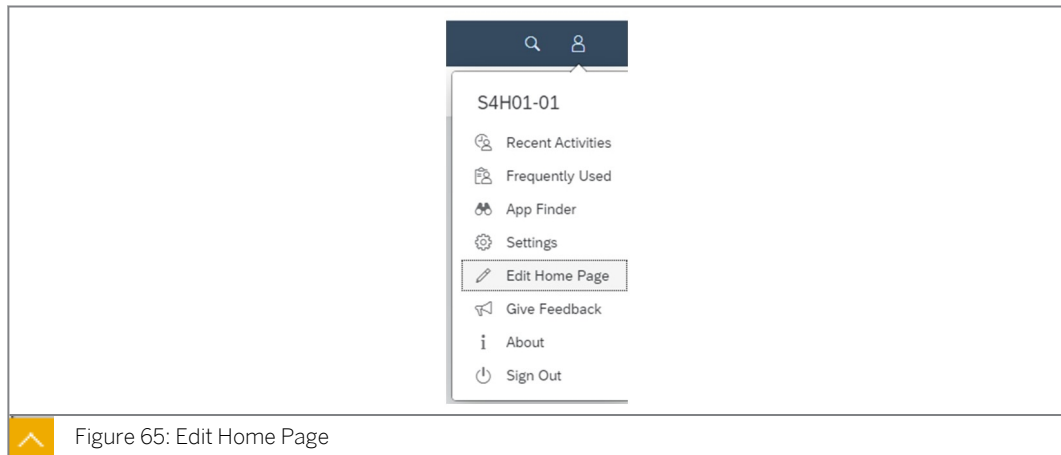 S4H01-01
Recent Activities
Frequently Used
App Finder
Settings
Edit Home Page
Give Feedback
About
Sign Out
Figure 65: Edit Home Page